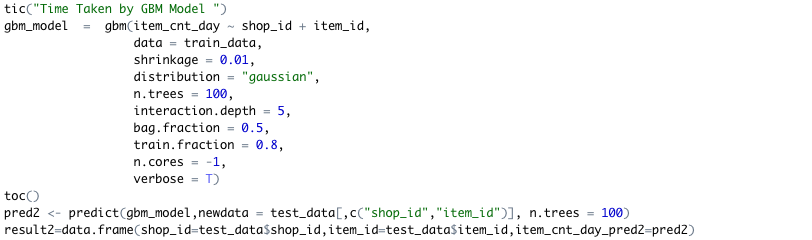 tic("Time Taken by GBM Model ")
gbm_model  =  gbm(item_cnt_day ~ shop_id + item_id,
                  data = train_data,
                  shrinkage = 0.01,
                  distribution = "gaussian",
                  n.trees = 100,
                  interaction.depth = 5,
                  bag.fraction = 0.5,
                  train.fraction = 0.8,
                  n.cores = -1,
                  verbose = T)
toc()
pred2 <- predict(gbm_model,newdata = test_data[,c("shop_id","item_id")], n.trees = 100)
result2=data.frame(shop_id=test_data$shop_id,item_id=test_data$item_id,item_cnt_day_pred2=pred2)